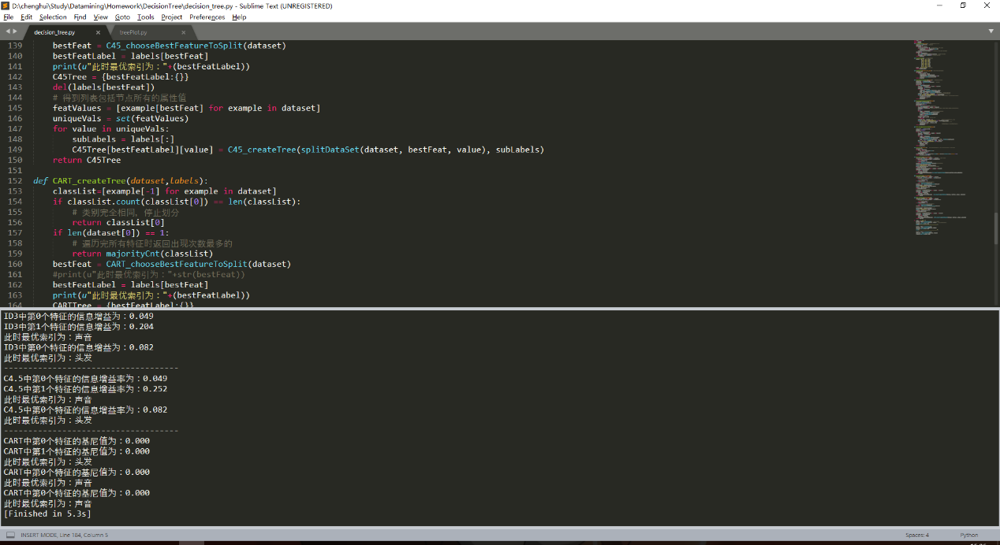 D:\chenghui\Study\Datamining\Homework\DecisionTree\decision_tree.py - Sublime Text (UNREGISTERED)
File Edit Selection Find View Goto Tools Project Preferences Help
decision_tree.py × treePlot.py ×
139 bestFeat = C45_chooseBestFeatureToSplit(dataset)
140 bestFeatLabel = labels[bestFeat]
141 print(u"此时最优索引为："+(bestFeatLabel))
142 C45Tree = {bestFeatLabel:{}}
143 del(labels[bestFeat])
144 # 得到列表包括节点所有的属性值
145 featValues = [example[bestFeat] for example in dataset]
146 uniqueVals = set(featValues)
147 for value in uniqueVals:
148 subLabels = labels[:]
149 C45Tree[bestFeatLabel][value] = C45_createTree(splitDataSet(dataset, bestFeat, value), subLabels)
150 return C45Tree
151
152 def CART_createTree(dataset,labels):
153 classList=[example[-1] for example in dataset]
154 if classList.count(classList[0]) == len(classList):
155 # 类别完全相同，停止划分
156 return classList[0]
157 if len(dataset[0]) == 1:
158 # 遍历完所有特征时返回出现次数最多的
159 return majorityCnt(classList)
160 bestFeat = CART_chooseBestFeatureToSplit(dataset)
161 #print(u"此时最优索引为："+str(bestFeat))
162 bestFeatLabel = labels[bestFeat]
163 print(u"此时最优索引为："+(bestFeatLabel))
164 CARTTree = {bestFeatLabel:{}}
ID3中第0个特征的信息增益为：0.049
ID3中第1个特征的信息增益为：0.204
此时最优索引为：声音
ID3中第0个特征的信息增益为：0.082
此时最优索引为：头发
------------------------------------
C4.5中第0个特征的信息增益率为：0.049
C4.5中第1个特征的信息增益率为：0.252
此时最优索引为：声音
C4.5中第0个特征的信息增益率为：0.082
此时最优索引为：头发
------------------------------------
CART中第0个特征的基尼值为：0.000
CART中第1个特征的基尼值为：0.000
此时最优索引为：头发
CART中第0个特征的基尼值为：0.000
此时最优索引为：声音
CART中第0个特征的基尼值为：0.000
此时最优索引为：声音
[Finished in 5.3s]
INSERT MODE, Line 184, Column 5 Spaces: 4 Python